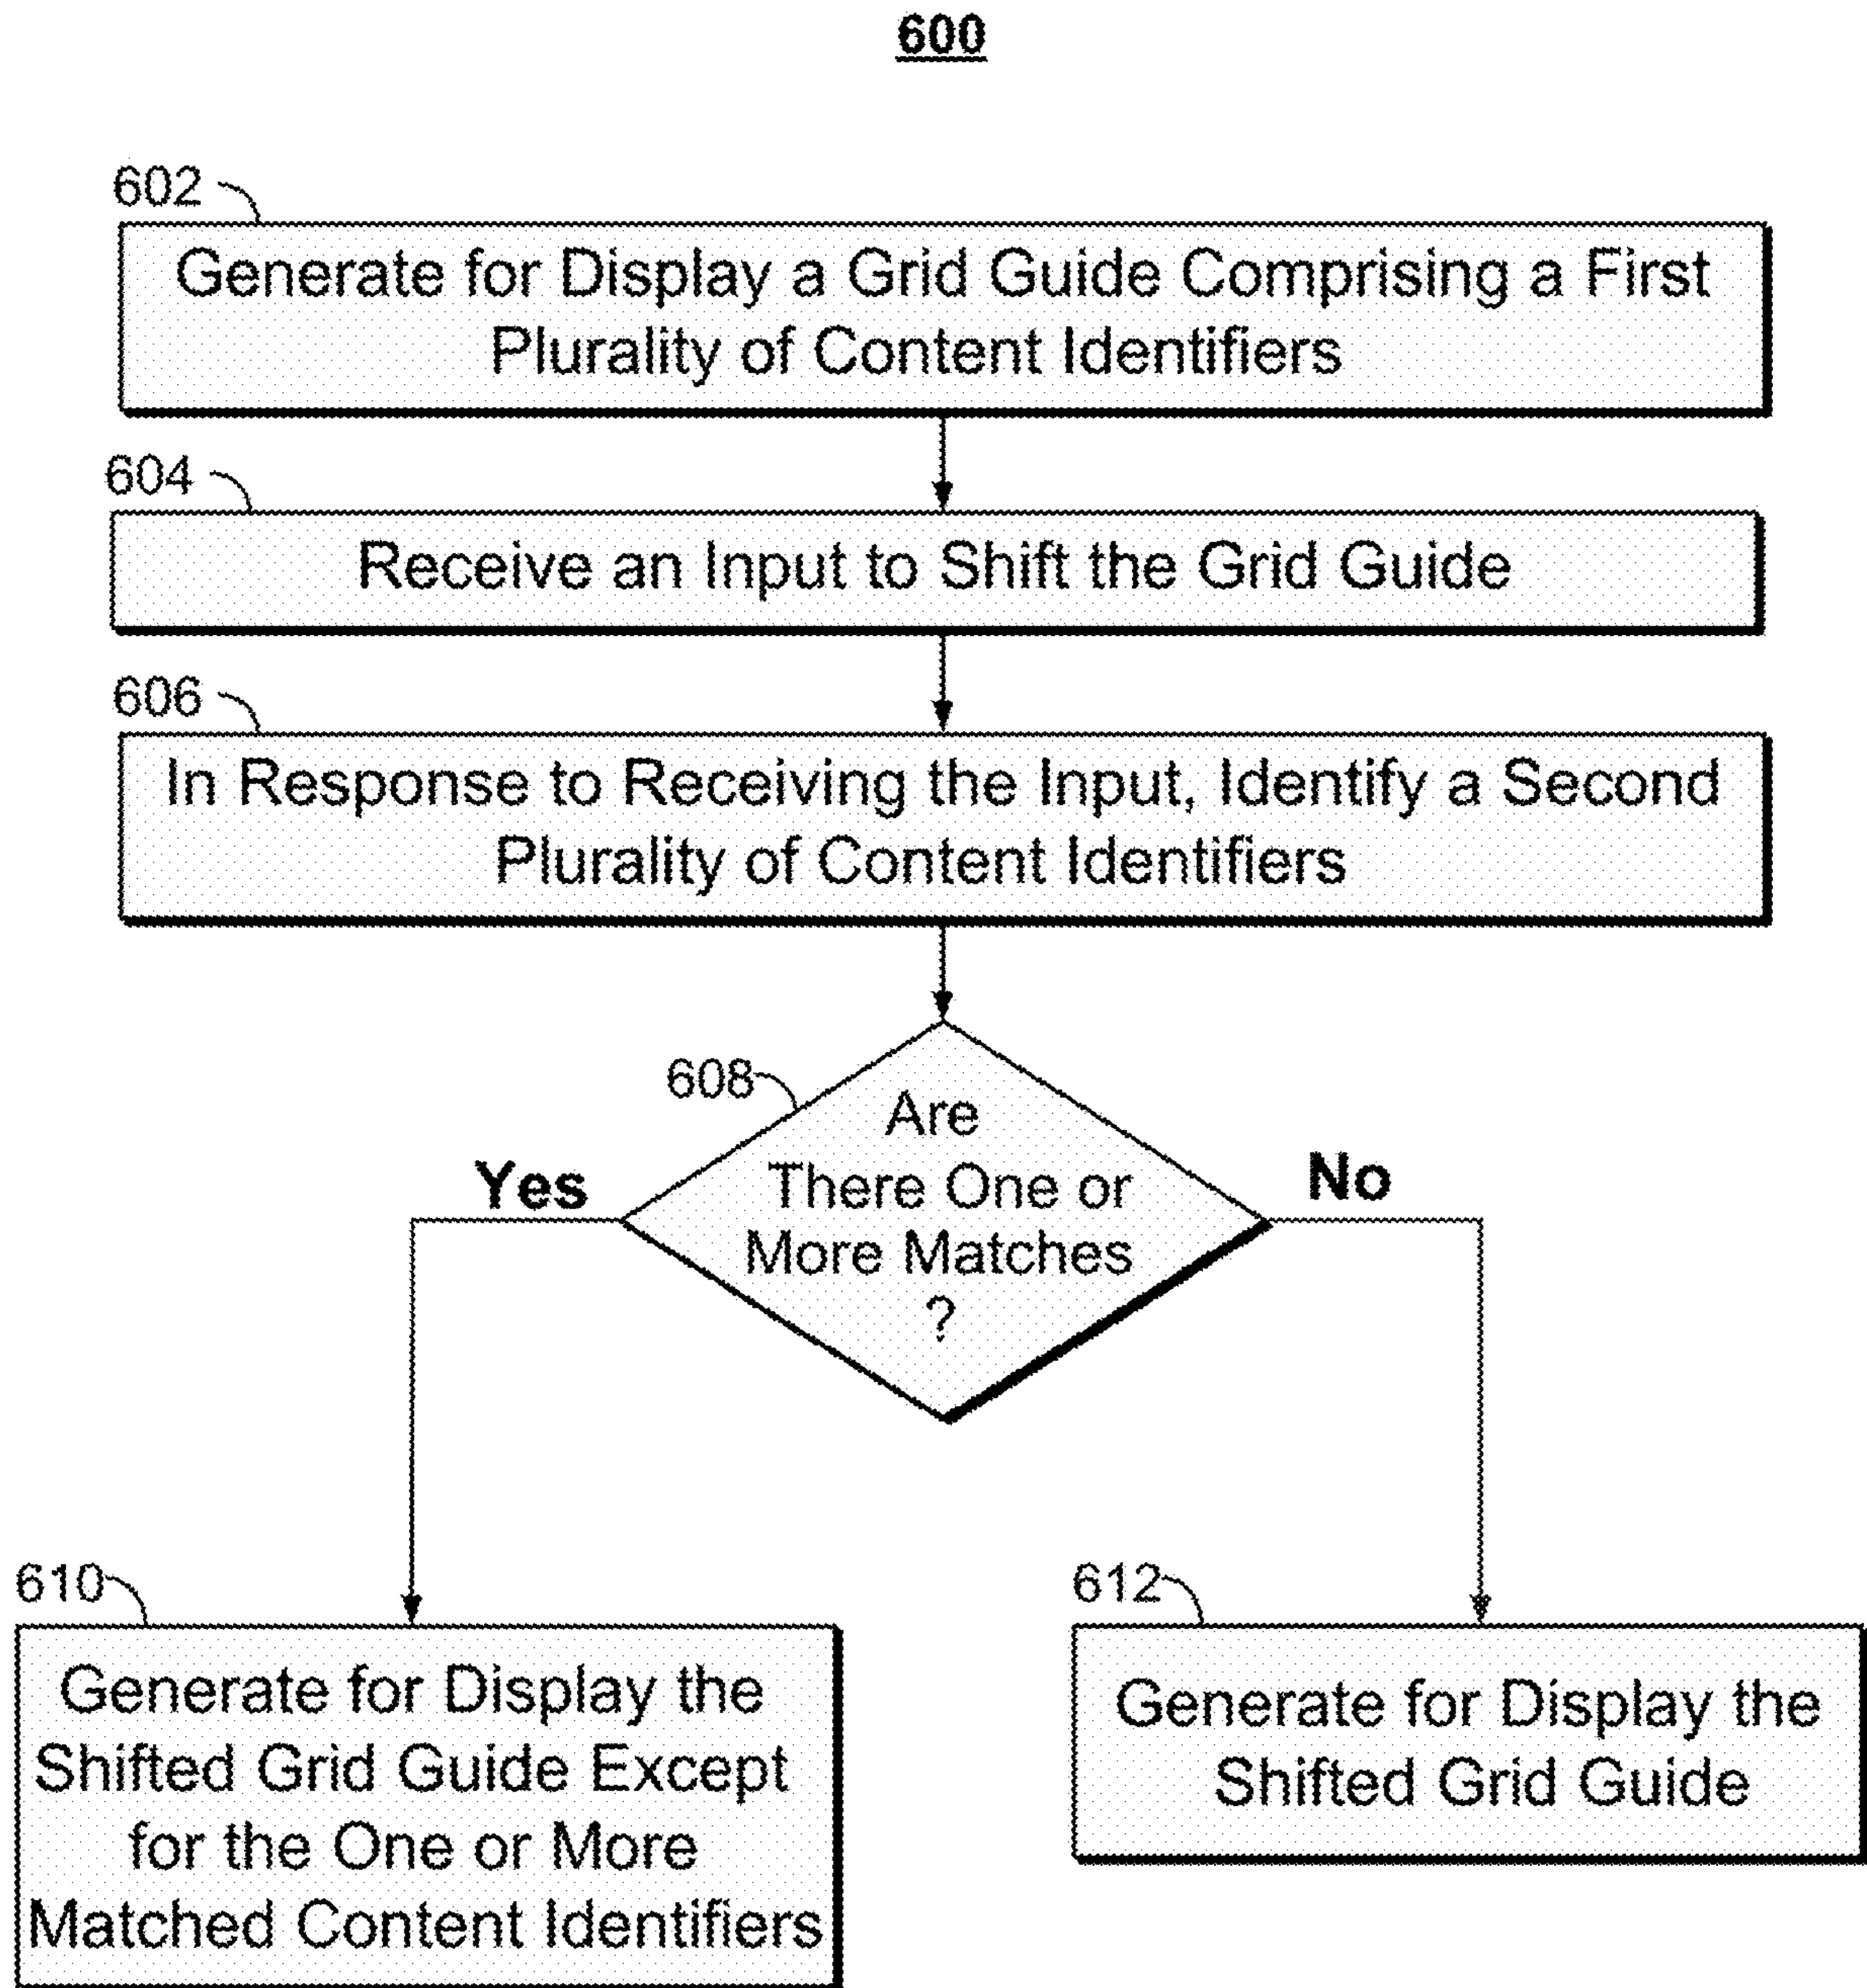 600
602
Generate for Display a Grid Guide Comprising a First
Plurality of Content Identifiers
604
Receive an Input to Shift the Grid Guide
606
In Response to Receiving the Input, Identify a Second
Plurality of Content Identifiers
608
Are
There One or
More Matches
?
Yes
No
610
Generate for Display the
Shifted Grid Guide Except
for the One or More
Matched Content Identifiers
612
Generate for Display the
Shifted Grid Guide